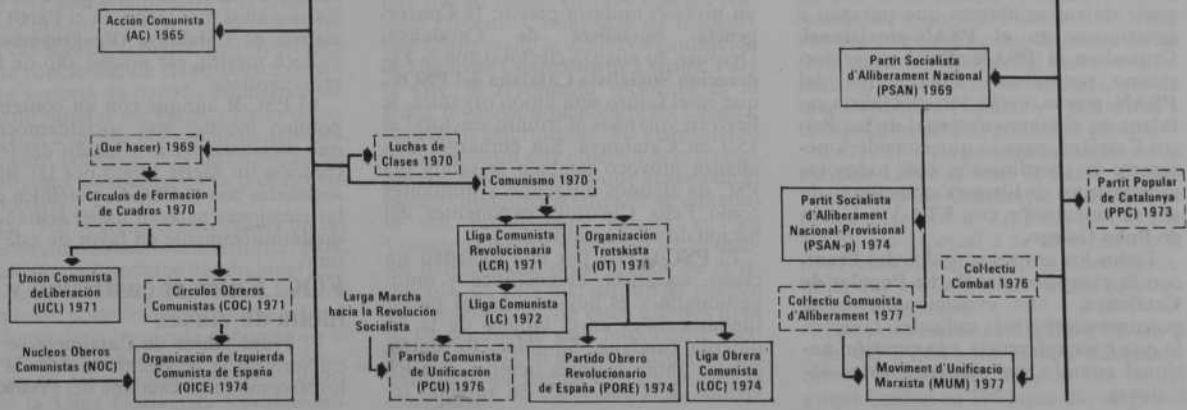 Acción Comunista
(AC) 1965
¿Qué hacer) 1969
Circulos de Formación
de Cuadros 1970
Unión Comunista
deLiberación
(UCL) 1971
Circulos Obreros
Comunistas (COC) 1971
Nucleos Oberos
Comunistas (NOC)
Organización de Izquierda
Comunista de España
(OICE) 1974
Luchas de
Clases 1970
Comunismo 1970
Lliga Comunista
Revolucionaria
(LCR) 1971
Organizacion
Trotskista
(OT) 1971
Lliga Comunista
(LC) 1972
Larga Marcha
hacia la Revolución
Socialista
Partido Comunista
de Unificación
(PCU) 1976
Partido Obrero
Revolucionario
de España (PORE) 1974
Liga Obrera
Comunista
(LOC) 1974
Partit Socialista
d'Alliberament Nacional
(PSAN) 1969
Partit Socialista
d'Alliberament
Nacional-Provisional
(PSAN-p) 1974
Partit Popular
de Catalunya
(PPC) 1973
Col·lectiu
Combat 1976
Col·lectiu Comunista
d'Alliberament 1977
Moviment d'Unificació
Marxista (MUM) 1977